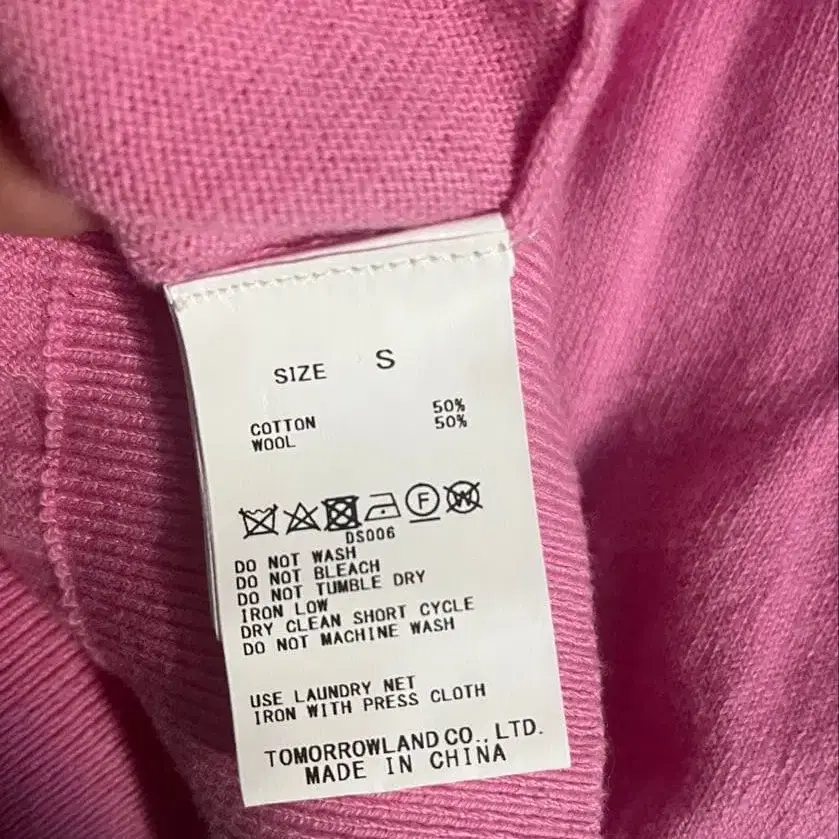 SIZE S
COTTON 50%
WOOL 50%
F W
DS006
DO NOT WASH
DO NOT BLEACH
DO NOT TUMBLE DRY
IRON LOW
DRY CLEAN SHORT CYCLE
DO NOT MACHINE WASH
USE LAUNDRY NET
IRON WITH PRESS CLOTH
TOMORROWLAND CO., LTD.
MADE IN CHINA